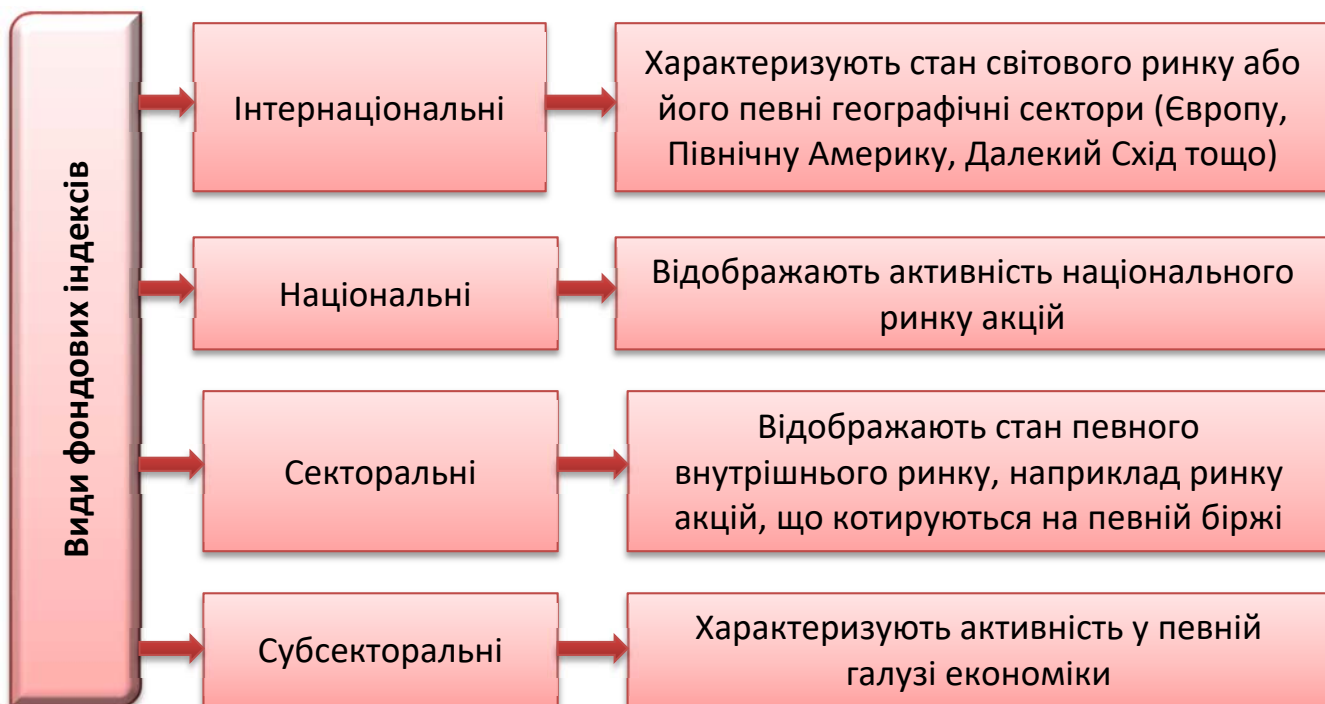 Види фондових індексів
Інтернаціональні
Характеризують стан світового ринку або
його певні географічні сектори (Європу,
Північну Америку, Далекий Схід тощо)
Національні
Відображають активність національного
ринку акцій
Секторальні
Відображають стан певного
внутрішнього ринку, наприклад ринку
акцій, що котируються на певній біржі
Субсекторальні
Характеризують активність у певній
галузі економіки